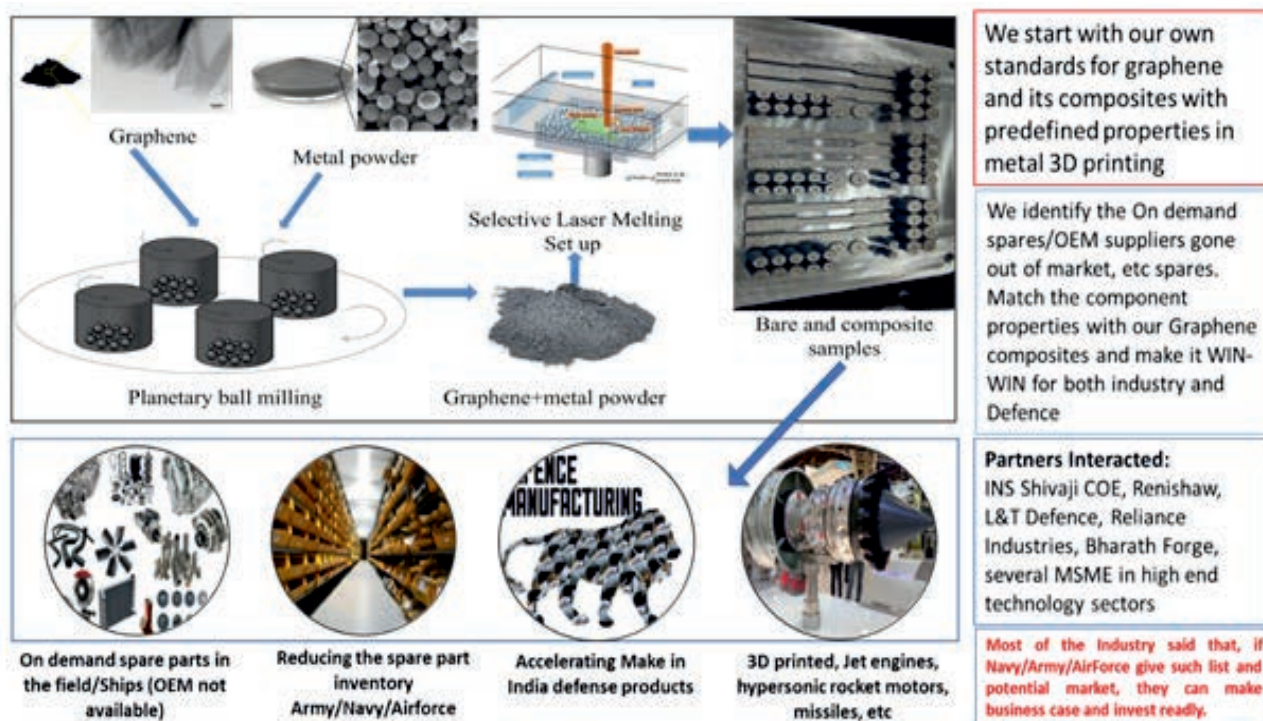 Graphene
Metal powder
Selective Laser Melting
Set up
Planetary ball milling
Graphene+metal powder
Bare and composite
samples
We start with our own
standards for graphene
and its composites with
predefined properties in
metal 3D printing
We identify the On demand
spares/OEM suppliers gone
out of market, etc spares.
Match the component
properties with our Graphene
composites and make it WIN-
WIN for both industry and
Defence
Partners Interacted:
INS Shivaji COE, Renishaw,
L&T Defence, Reliance
Industries, Bharath Forge,
several MSME in high end
technology sectors
Most of the Industry said that, if
Navy/Army/AirForce give such list and
potential market, they can make
business case and invest readly.
EFENCE
MANUFACTURING
On demand spare parts in
the field/Ships (OEM not
available)
Reducing the spare part
inventory
Army/Navy/Airforce
Accelerating Make in
India defense products
3D printed, Jet engines,
hypersonic rocket motors,
missiles, etc